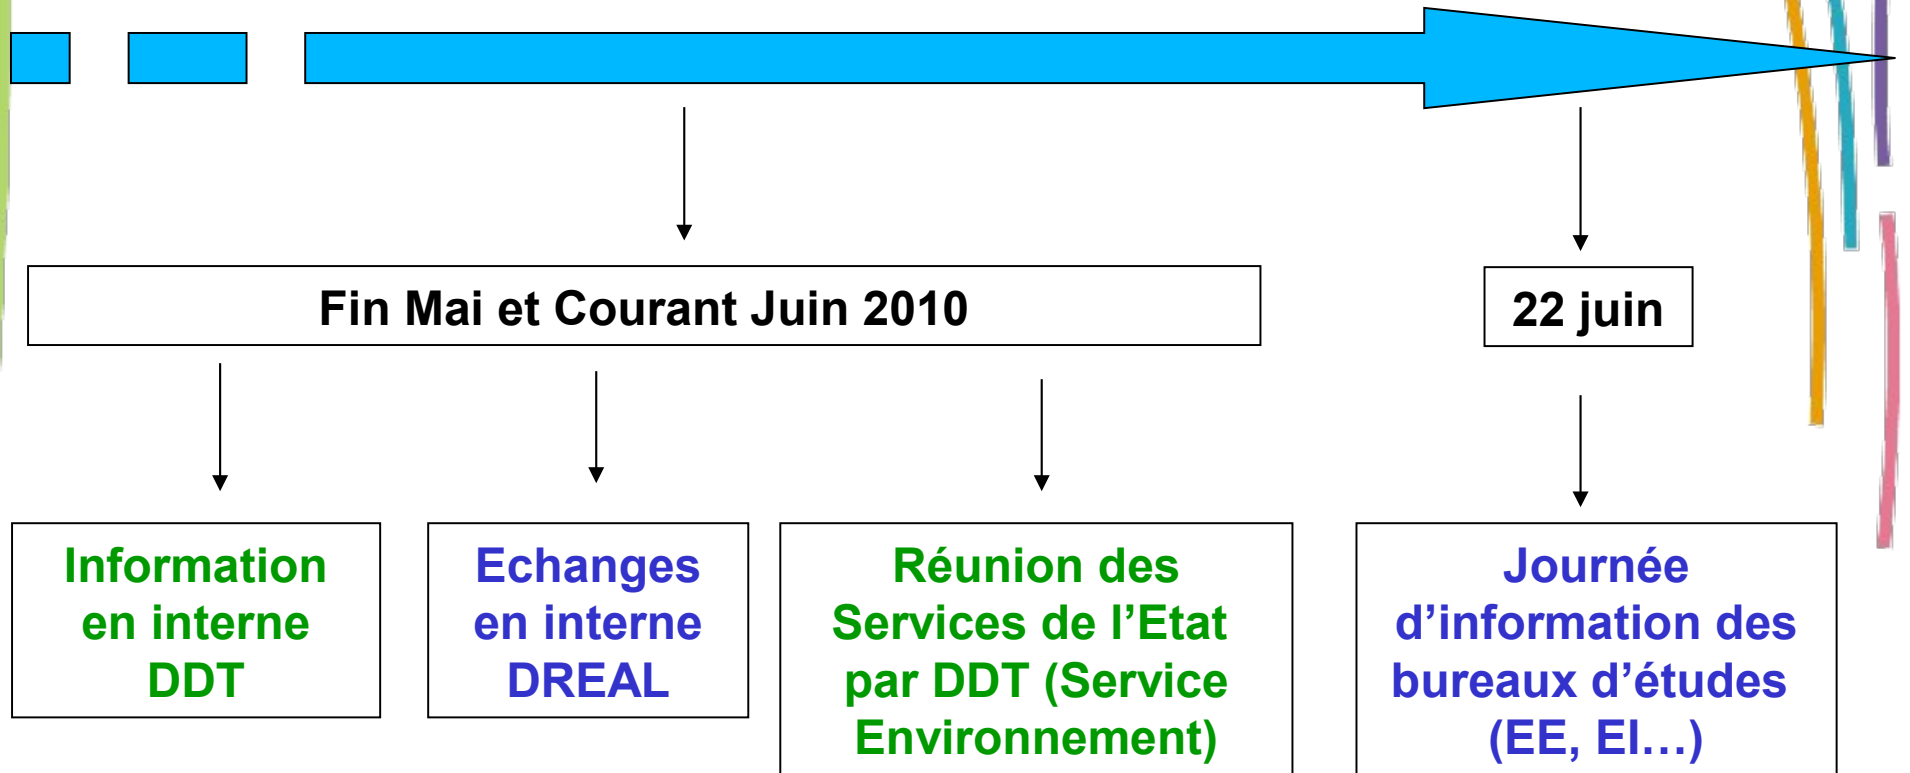 Fin Mai et Courant Juin 2010
22 juin
Information
en interne
DDT
Echanges
en interne
DREAL
Réunion des
Services de l’Etat
par DDT (Service
Environnement)
Journée
d’information des
bureaux d’études
(EE, EI…)